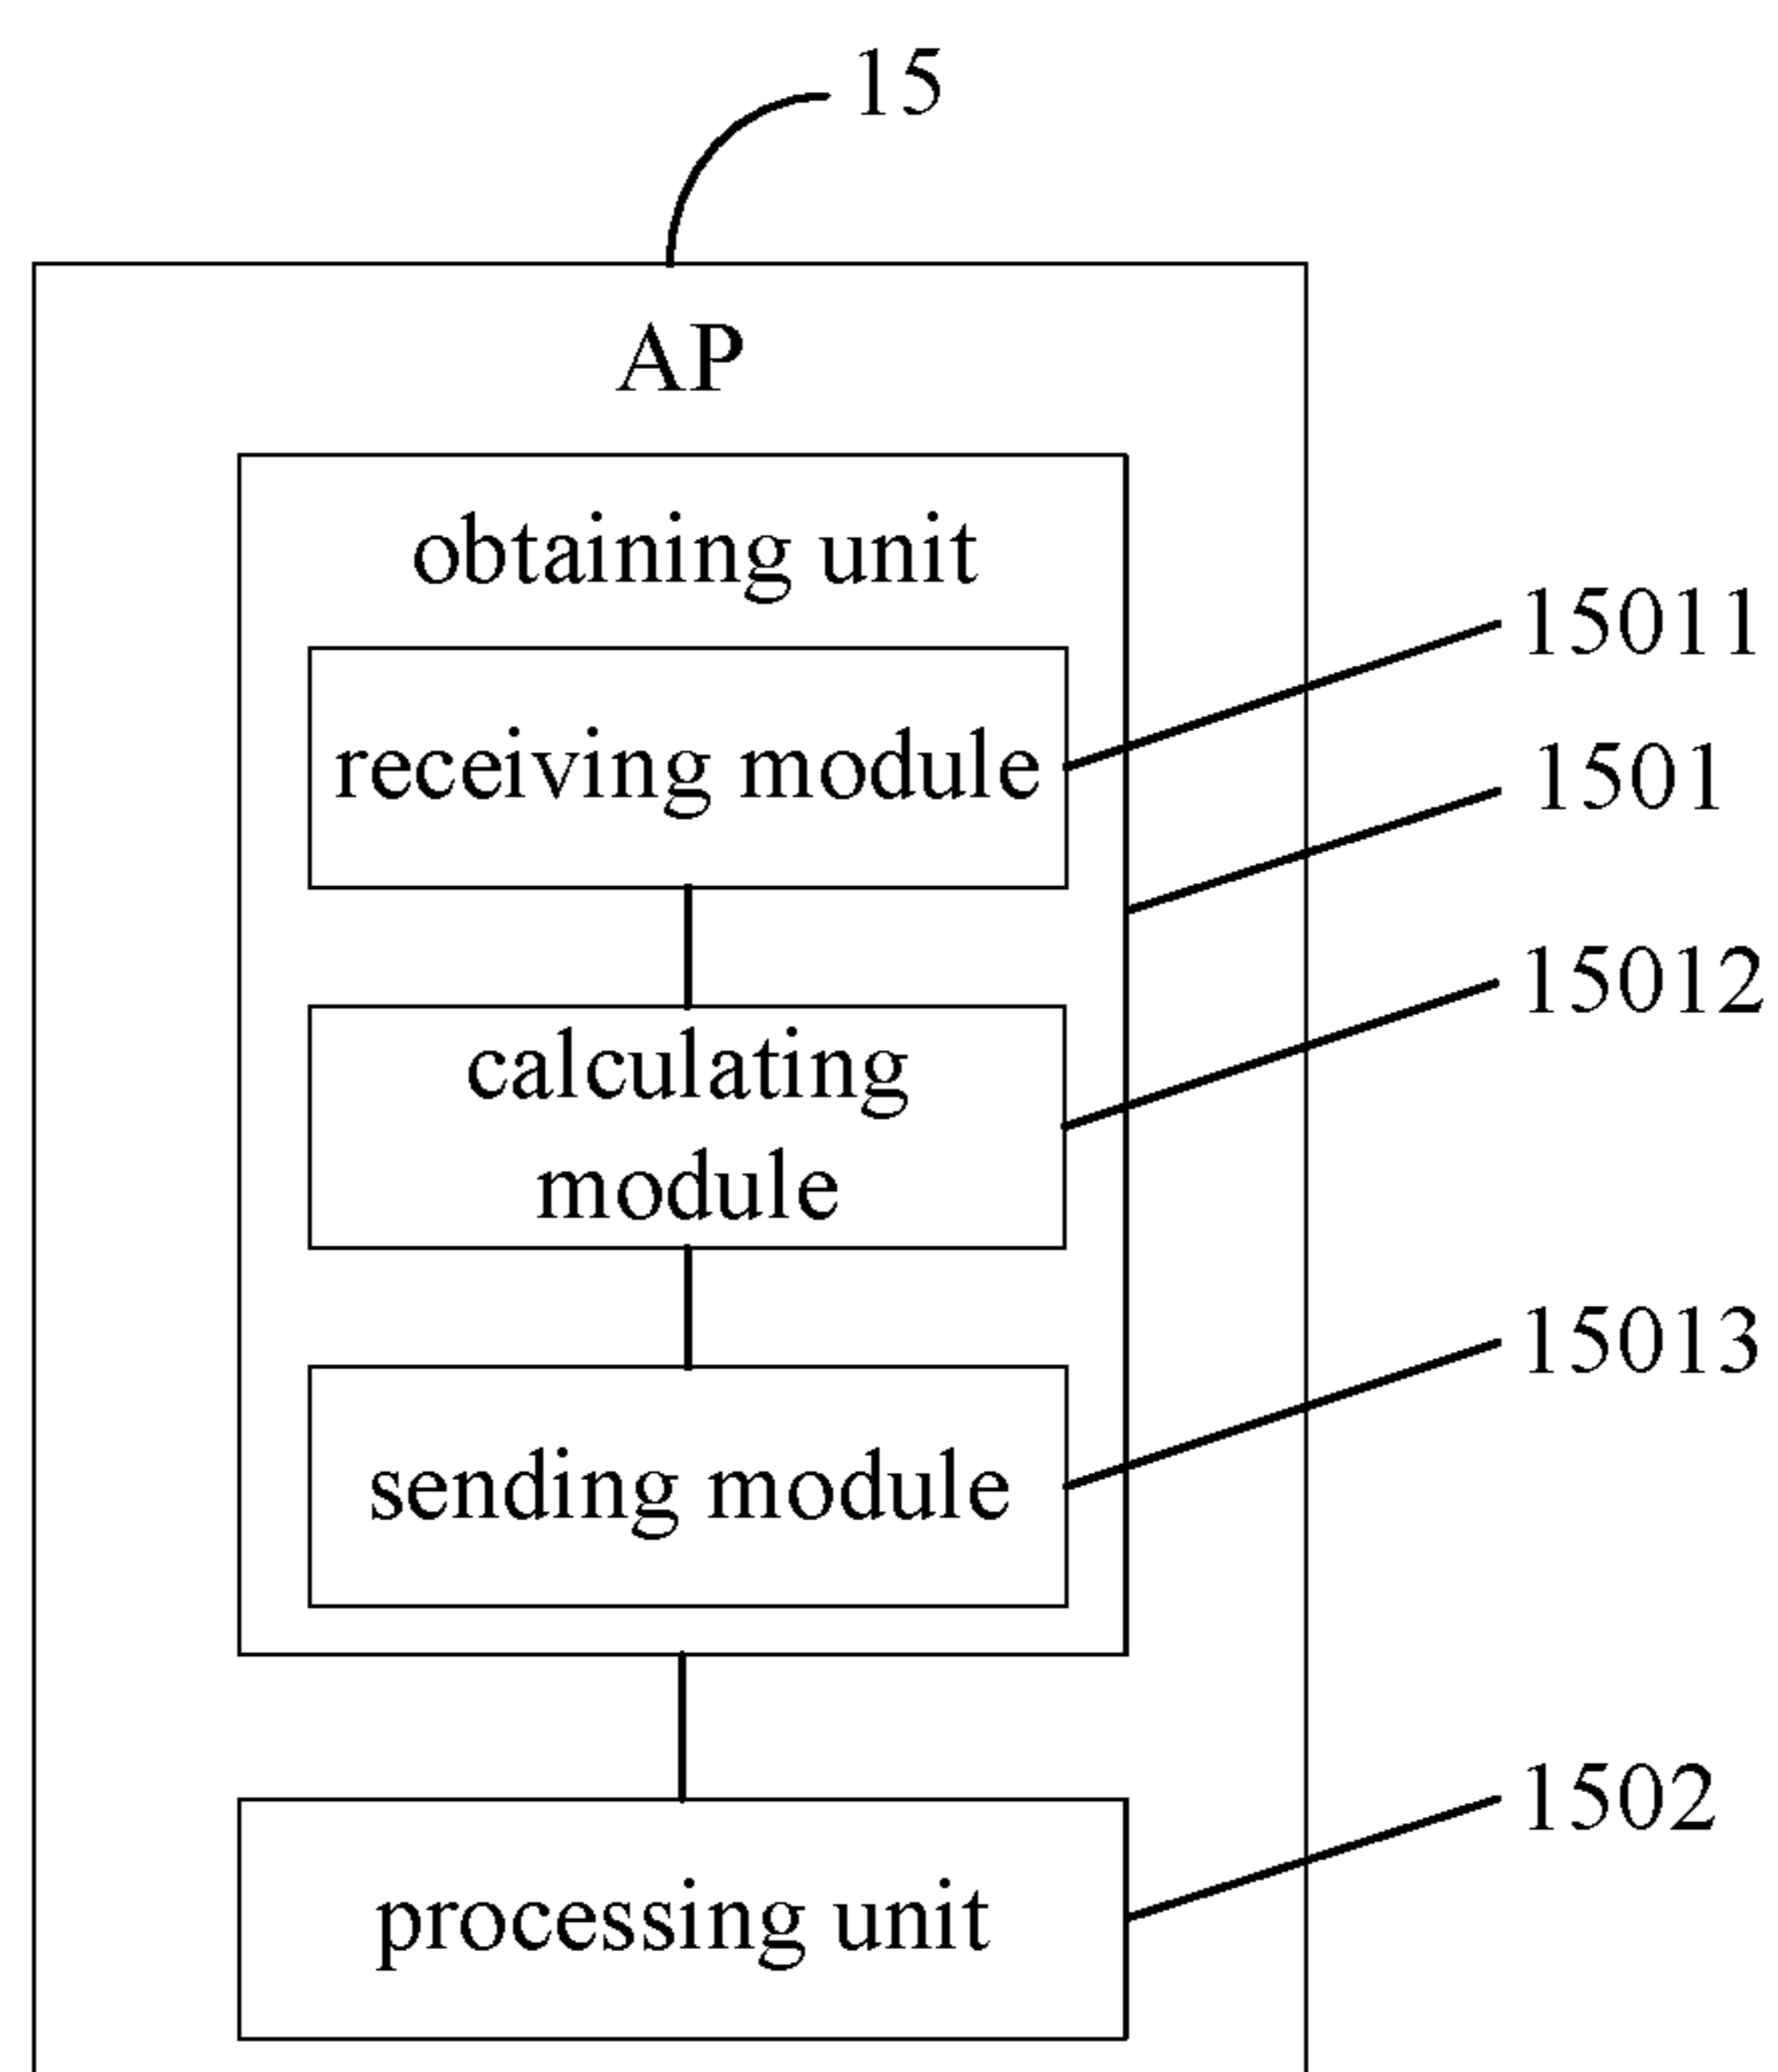 15
AP
obtaining unit
15011
receiving module
1501
15012
calculating
module
15013
sending module
1502
processing unit